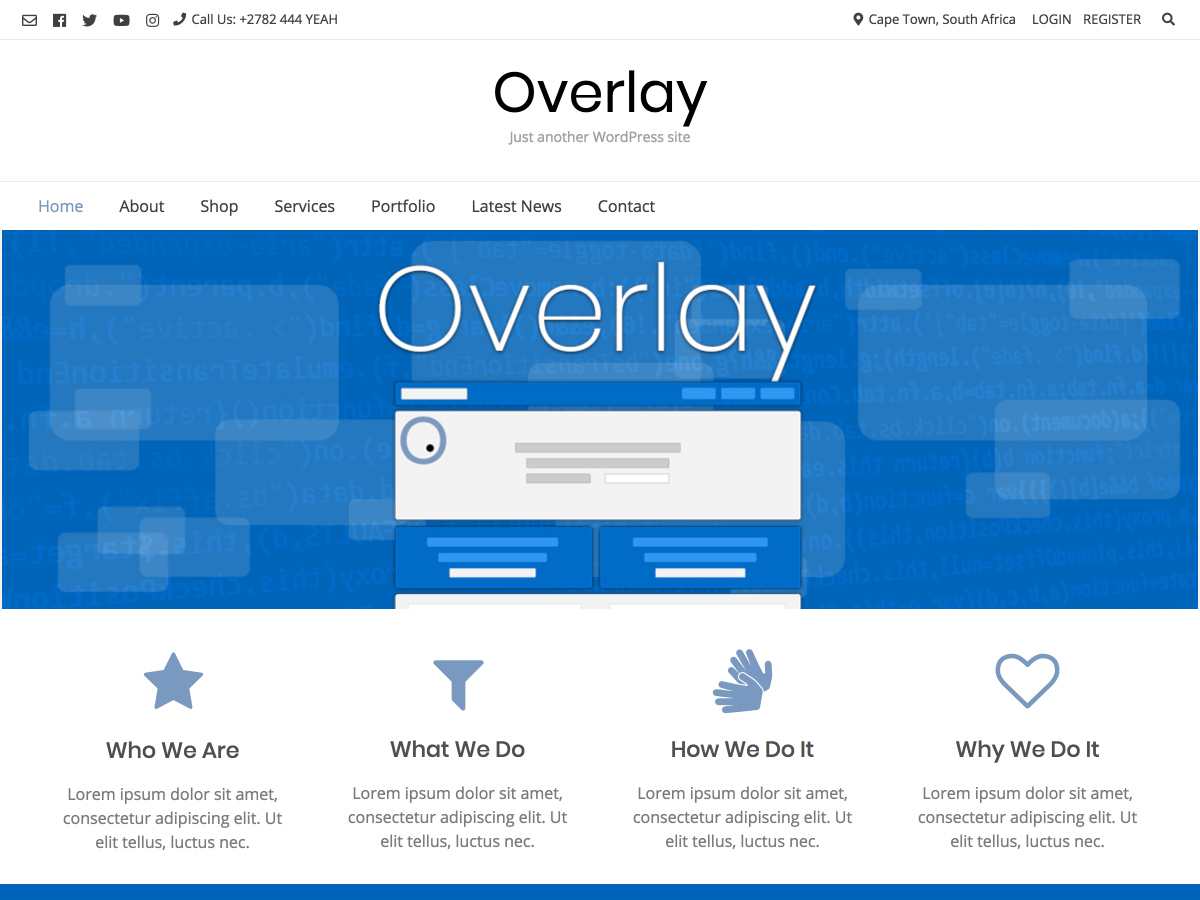 Call Us: +2782 444 YEAH
Cape Town, South Africa LOGIN REGISTER
Overlay
Just another WordPress site
Home About Shop Services Portfolio Latest News Contact
Overlay
Who We Are
Lorem ipsum dolor sit amet,
consectetur adipiscing elit. Ut
elit tellus, luctus nec.
What We Do
Lorem ipsum dolor sit amet,
consectetur adipiscing elit. Ut
elit tellus, luctus nec.
How We Do It
Lorem ipsum dolor sit amet,
consectetur adipiscing elit. Ut
elit tellus, luctus nec.
Why We Do It
Lorem ipsum dolor sit amet,
consectetur adipiscing elit. Ut
elit tellus, luctus nec.